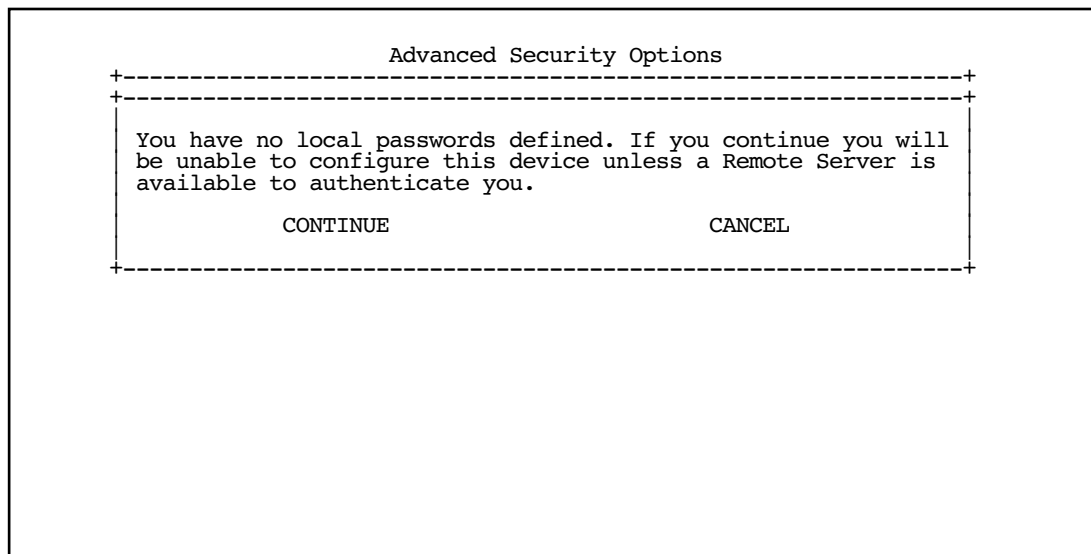 Advanced Security Options
+---------------------------------------------------------------+
+---------------------------------------------------------------+
You have no local passwords defined. If you continue you will
be unable to configure this device unless a Remote Server is
available to authenticate you.
CONTINUE CANCEL
+---------------------------------------------------------------+